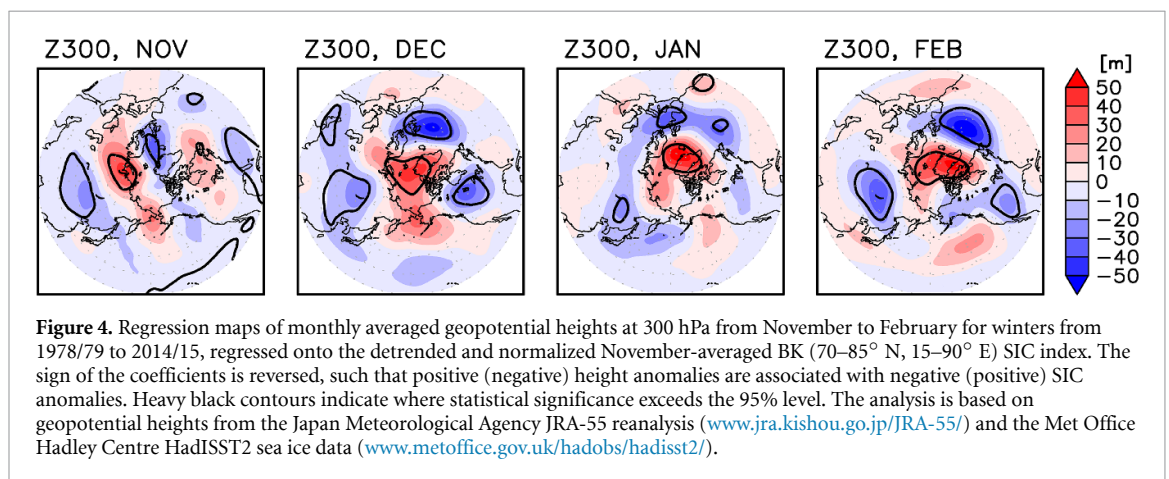 Z300, NOV
Z300, DEC
Z300, JAN
Z300, FEB
[m]
50
40
30
20
10
0
−10
−20
−30
−40
−50
Figure 4. Regression maps of monthly averaged geopotential heights at 300 hPa from November to February for winters from
1978/79 to 2014/15, regressed onto the detrended and normalized November-averaged BK (70–85° N, 15–90° E) SIC index. The
sign of the coefficients is reversed, such that positive (negative) height anomalies are associated with negative (positive) SIC
anomalies. Heavy black contours indicate where statistical significance exceeds the 95% level. The analysis is based on
geopotential heights from the Japan Meteorological Agency JRA-55 reanalysis (www.jra.kishou.go.jp/JRA-55/) and the Met Office
Hadley Centre HadISST2 sea ice data (www.metoffice.gov.uk/hadobs/hadisst2/).